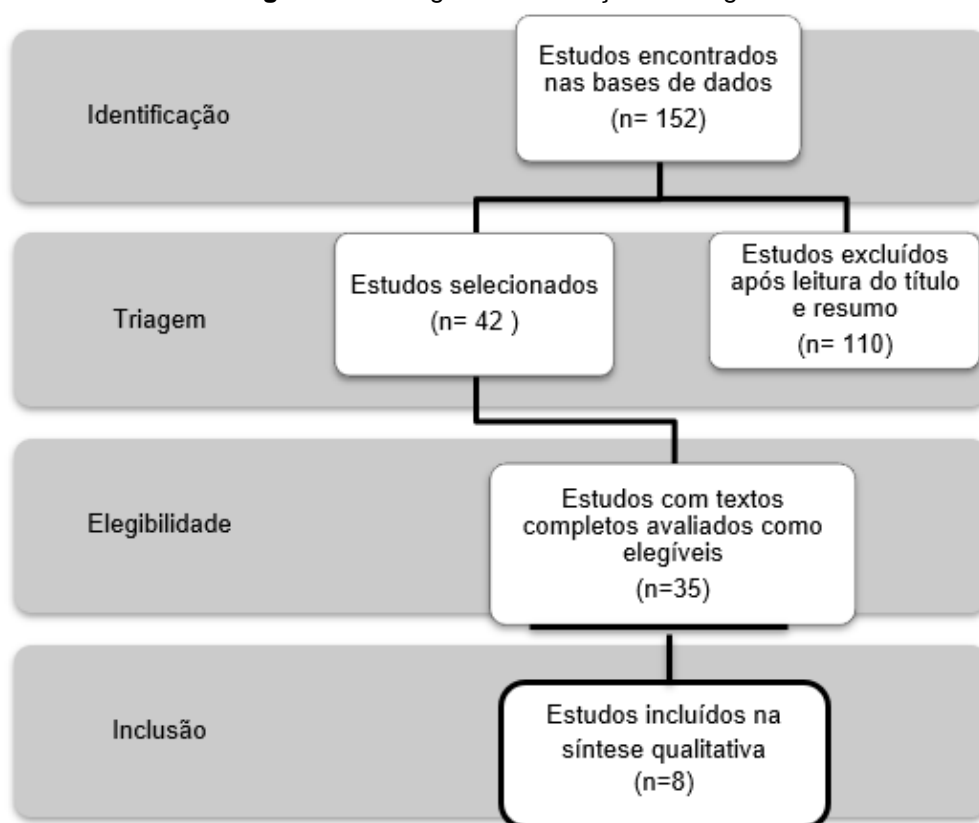 Estudos encontrados
nas bases de dados
(n= 152)
Identificação
Estudos selecionados
(n= 42 )
Estudos excluídos
após leitura do título
e resumo
(n= 110)
Triagem
Estudos com textos
completos avaliados como
elegíveis
(n=35)
Elegibilidade
Estudos incluídos na
síntese qualitativa
(n=8)
Inclusão